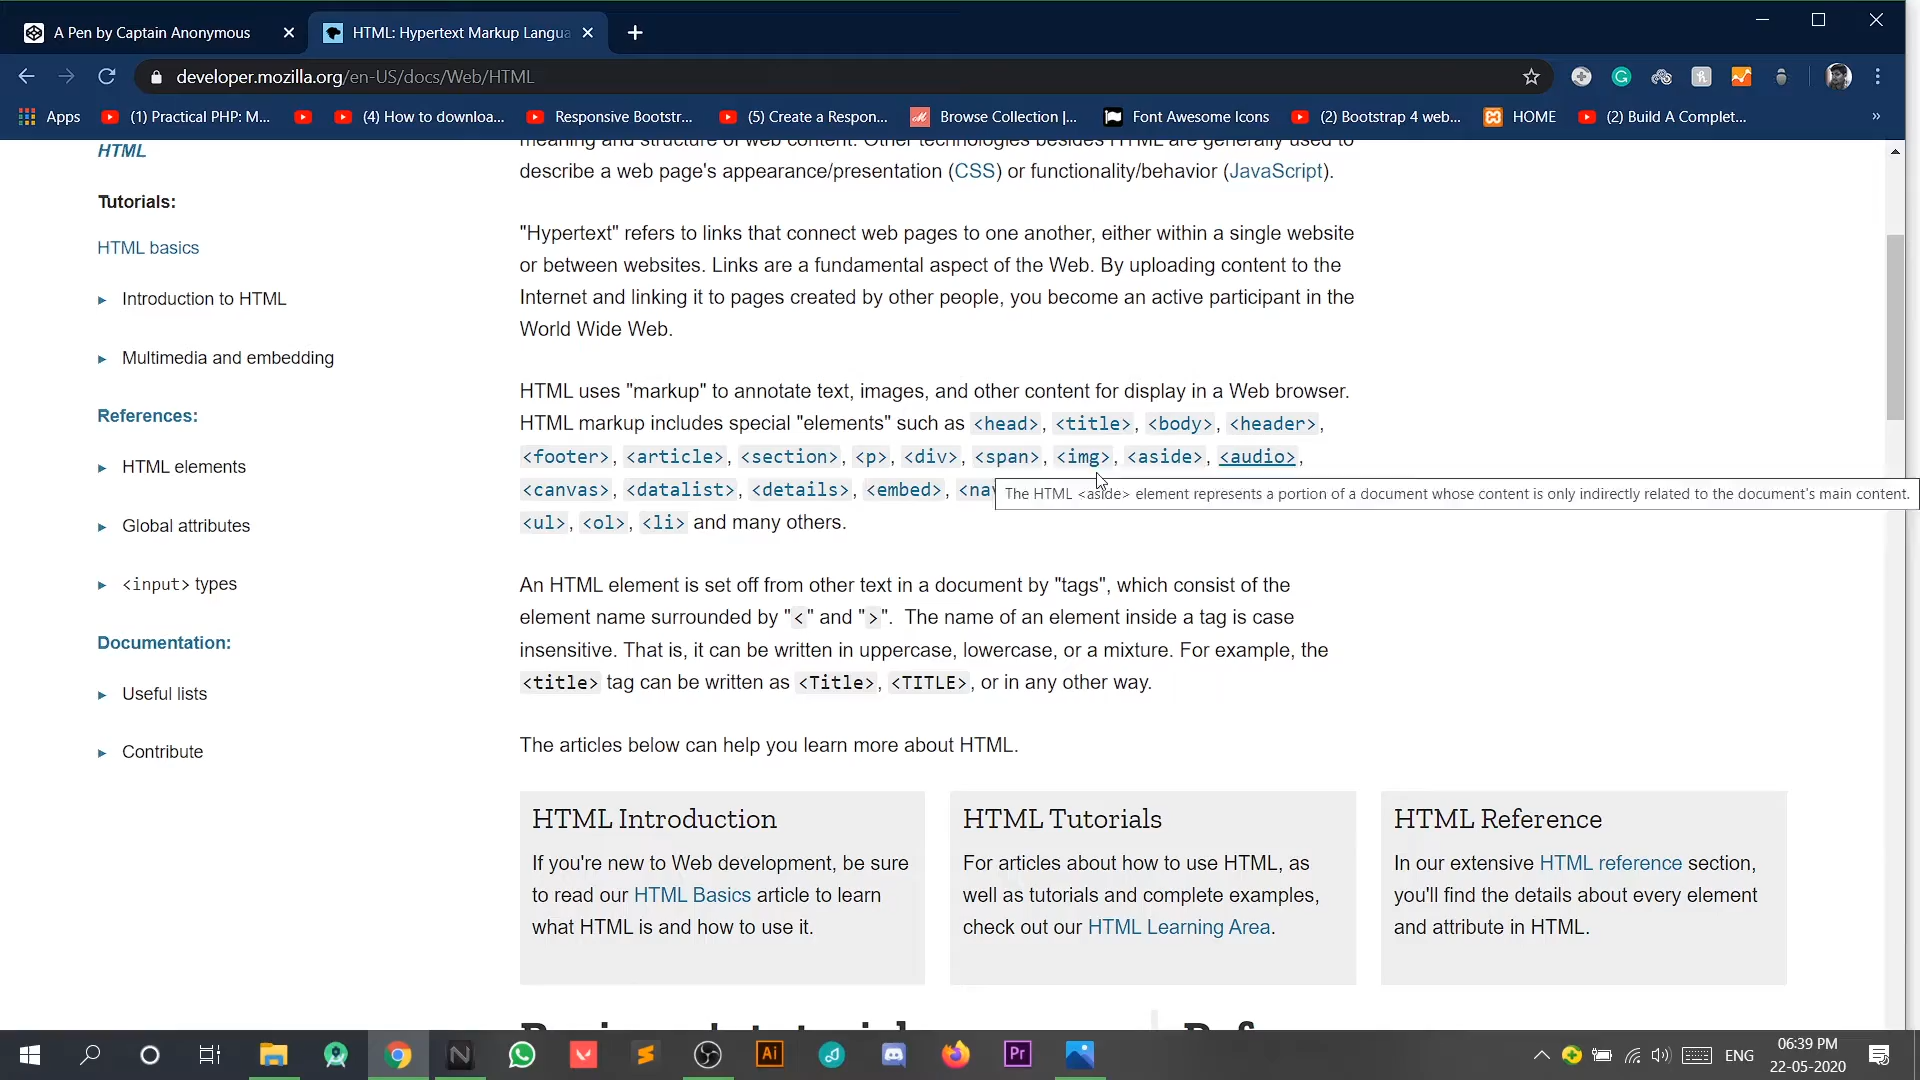 A Pen by Captain Anonymous
HTML: Hypertext Markup Langua
developer.mozilla.org/en-US/docs/Web/HTML
Apps
(1) Practical PHP: M...
(4) How to downloa...
Responsive Bootstr...
(5) Create a Respon...
Browse Collection |...
Font Awesome Icons
(2) Bootstrap 4 web...
HOME
(2) Build A Complet...
»
HTML
Tutorials:
HTML basics
Introduction to HTML
Multimedia and embedding
References:
HTML elements
Global attributes
<input> types
Documentation:
Useful lists
Contribute
meaning and structure of web content. Other technologies besides HTML are generally used to
describe a web page's appearance/presentation (CSS) or functionality/behavior (JavaScript).
"Hypertext" refers to links that connect web pages to one another, either within a single website
or between websites. Links are a fundamental aspect of the Web. By uploading content to the
Internet and linking it to pages created by other people, you become an active participant in the
World Wide Web.
HTML uses "markup" to annotate text, images, and other content for display in a Web browser.
HTML markup includes special "elements" such as <head>, <title>, <body>, <header>,
<footer>, <article>, <section>, <p>, <div>, <span>, <img>, <aside>, <audio>,
<canvas>, <datalist>, <details>, <embed>, <na
The HTML <aside> element represents a portion of a document whose content is only indirectly related to the document's main content.
<ul>, <ol>, <li> and many others.
An HTML element is set off from other text in a document by "tags", which consist of the
element name surrounded by "<" and ">". The name of an element inside a tag is case
insensitive. That is, it can be written in uppercase, lowercase, or a mixture. For example, the
<title> tag can be written as <Title>, <TITLE>, or in any other way.
The articles below can help you learn more about HTML.
HTML Introduction
If you're new to Web development, be sure
to read our HTML Basics article to learn
what HTML is and how to use it.
HTML Tutorials
For articles about how to use HTML, as
well as tutorials and complete examples,
check out our HTML Learning Area.
HTML Reference
In our extensive HTML reference section,
you'll find the details about every element
and attribute in HTML.
Ai
Pr
ENG
06:39 PM
22-05-2020